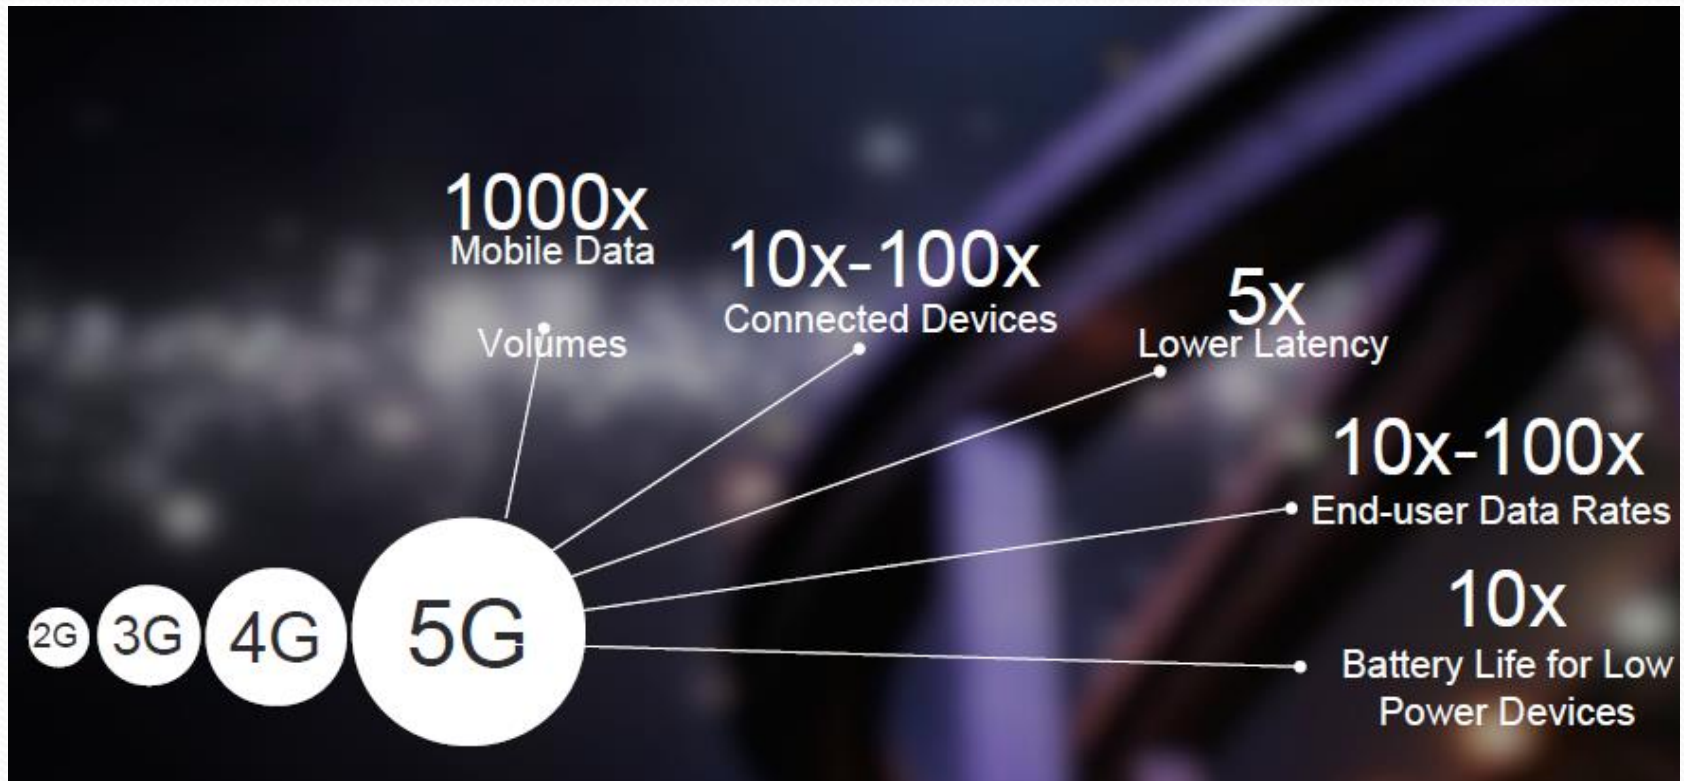 1000x
Mobile Data
Volumes
10x-100x
Connected Devices
5x
Lower Latency
10x-100x
End-user Data Rates
10x
Battery Life for Low
Power Devices
2G 3G 4G 5G